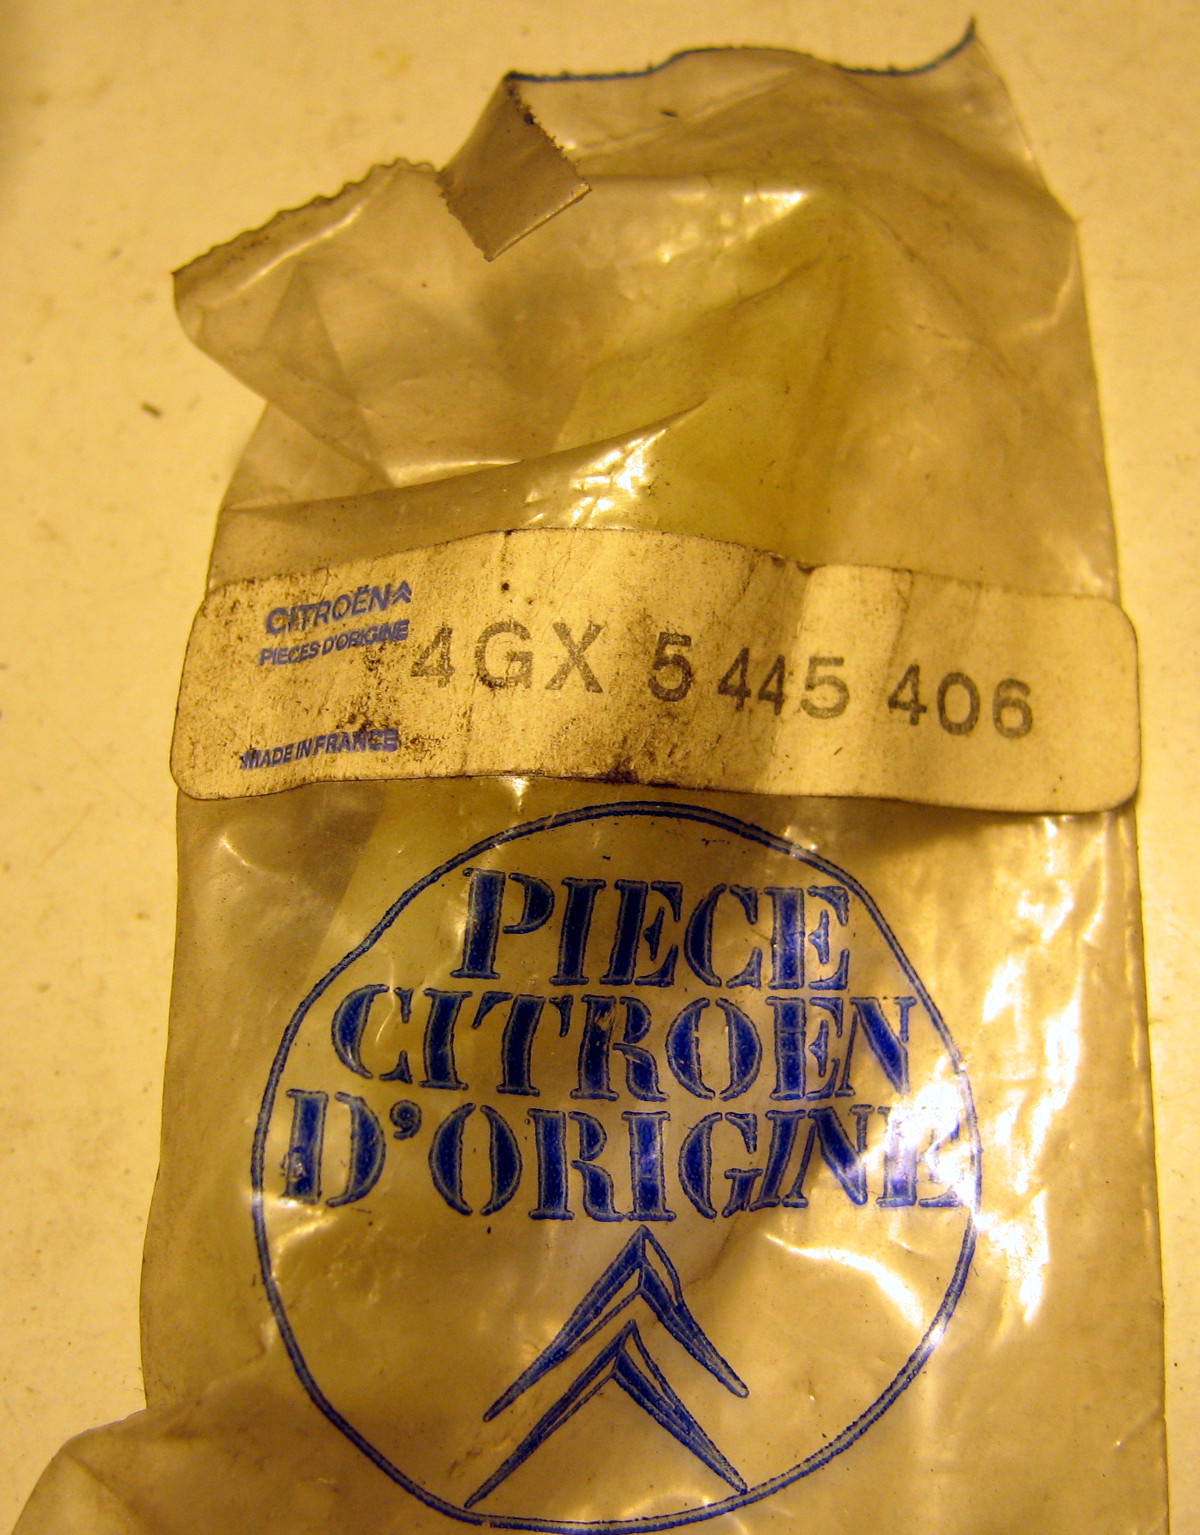 CITROËN
PIECES D'ORIGINE
4GX 5 445 406
MADE IN FRANCE
PIECE
CITROEN
D'ORIGINE